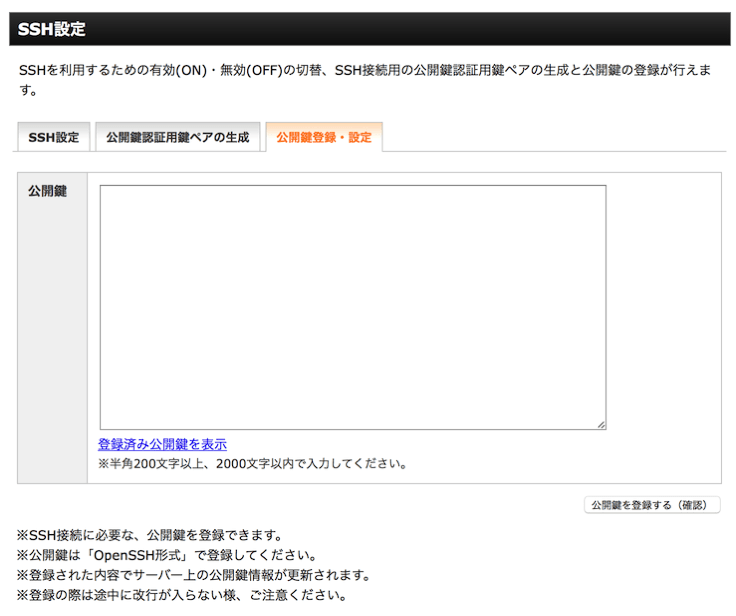 SSH設定
SSHを利用するための有効(ON)・無効(OFF)の切替、SSH接続用の公開鍵認証用鍵ペアの生成と公開鍵の登録が行えま
す。
SSH設定 公開鍵認証用鍵ペアの生成 公開鍵登録・設定
公開鍵
登録済み公開鍵を表示
※半角200文字以上、2000文字以内で入力してください。
公開鍵を登録する（確認）
※SSH接続に必要な、公開鍵を登録できます。
※公開鍵は「OpenSSH形式」で登録してください。
※登録された内容でサーバー上の公開鍵情報が更新されます。
※登録の際は途中に改行が入らない様、ご注意ください。